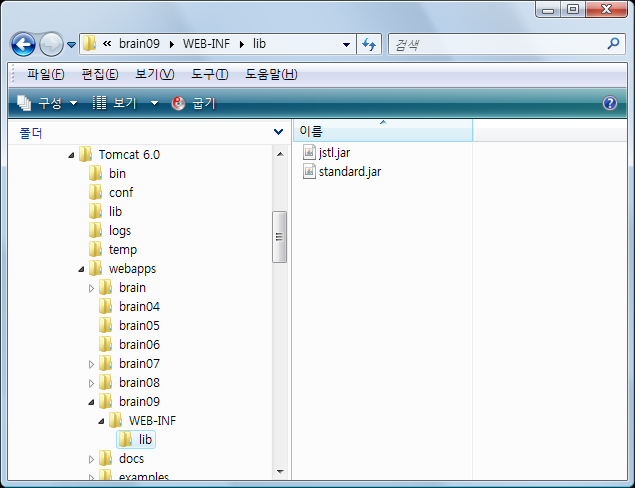 « brain09 ▸ WEB-INF ▸ lib
검색
파일(F) 편집(E) 보기(V) 도구(T) 도움말(H)
구성 보기 굽기
폴더
이름
Tomcat 6.0
bin
conf
lib
logs
temp
webapps
brain
brain04
brain05
brain06
brain07
brain08
brain09
WEB-INF
lib
docs
examples
jstl.jar
standard.jar